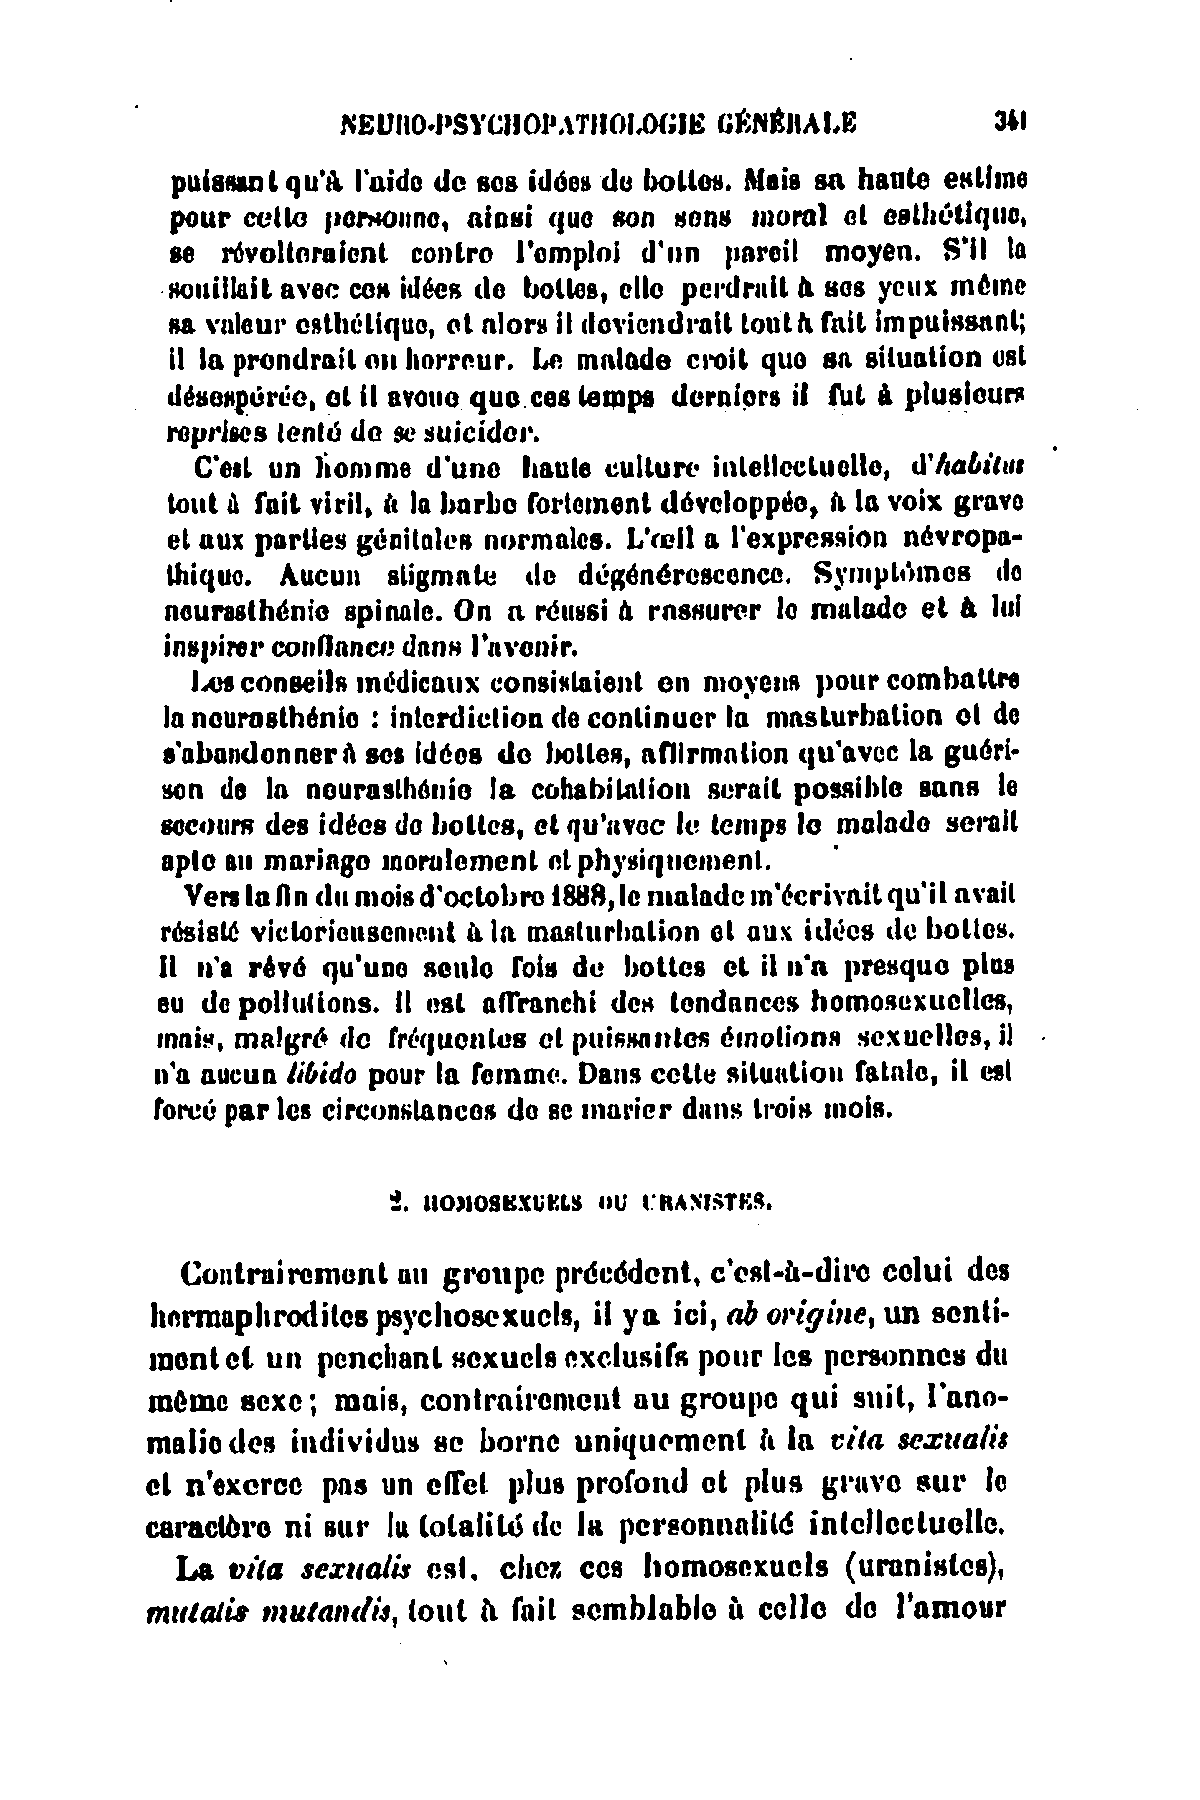 NEURO-PSYCHOPATHOLOGIE GÉNÉRALE 341
puissant qu'à l'aide de ses idées de bottes. Mais sa haute estime
pour cette personne, ainsi que son sens moral et esthétique,
se révolteraient contre l'emploi d'un pareil moyen. S'il la
souillait avec ces idées de bottes, elle perdrait à ses yeux même
sa valeur esthétique, et alors il deviendrait tout à fait impuissant;
il la prendrait en horreur. Le malade croit que sa situation est
désespérée, et il avoue que ces temps derniers il fut à plusieurs
reprises tenté de se suicider.
C'est un homme d'une haute culture intellectuelle, d'habitus
tout à fait viril, à la barbe fortement développée, à la voix grave
et aux parties génitales normales. L'œil a l'expression névropa-
thique. Aucun stigmate de dégénérescence. Symptômes de
neurasthénie spinale. On a réussi à rassurer le malade et à lui
inspirer confiance dans l'avenir.
Les conseils médicaux consistaient en moyens pour combattre
la neurasthénie : interdiction de continuer la masturbation et de
s'abandonner à ses idées de bottes, affirmation qu'avec la guéri-
son de la neurasthénie la cohabitation serait possible sans le
secours des idées de bottes, et qu'avec le temps le malade serait
apte au mariage moralement et physiquement.
Vers la fin du mois d'octobre 1888, le malade m'écrivait qu'il avait
résisté victorieusement à la masturbation et aux idées de bottes.
Il n'a rêvé qu'une seule fois de bottes et il n'a presque plus
eu de pollutions. Il est affranchi des tendances homosexuelles,
mais, malgré de fréquentes et puissantes émotions sexuelles, il
n'a aucun libido pour la femme. Dans cette situation fatale, il est
forcé par les circonstances de se marier dans trois mois.
2. HOMOSEXUELS OU URANISTES.
Contrairement au groupe précédent, c'est-à-dire celui des
hermaphrodites psychosexuels, il y a ici, ab origine, un senti-
ment et un penchant sexuels exclusifs pour les personnes du
même sexe; mais, contrairement au groupe qui suit, l'ano-
malie des individus se borne uniquement à la vita sexualis
et n'exerce pas un effet plus profond et plus grave sur le
caractère ni sur la totalité de la personnalité intellectuelle.
La vita sexualis est, chez ces homosexuels (uranistes),
mutatis mutandis, tout à fait semblable à celle de l'amour